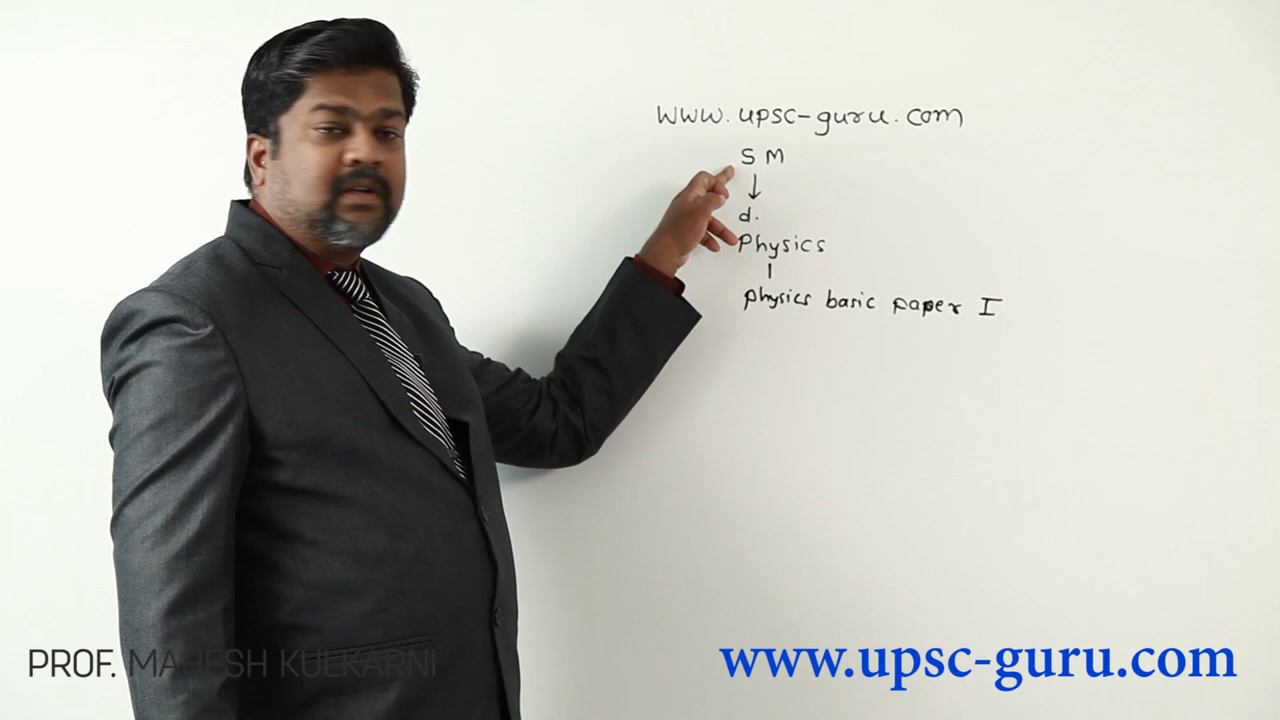 www.upsc-guru.com
S M
d.
Physics
physics basic paper I
PROF. MAHESH KULKARNI
www.upsc-guru.com